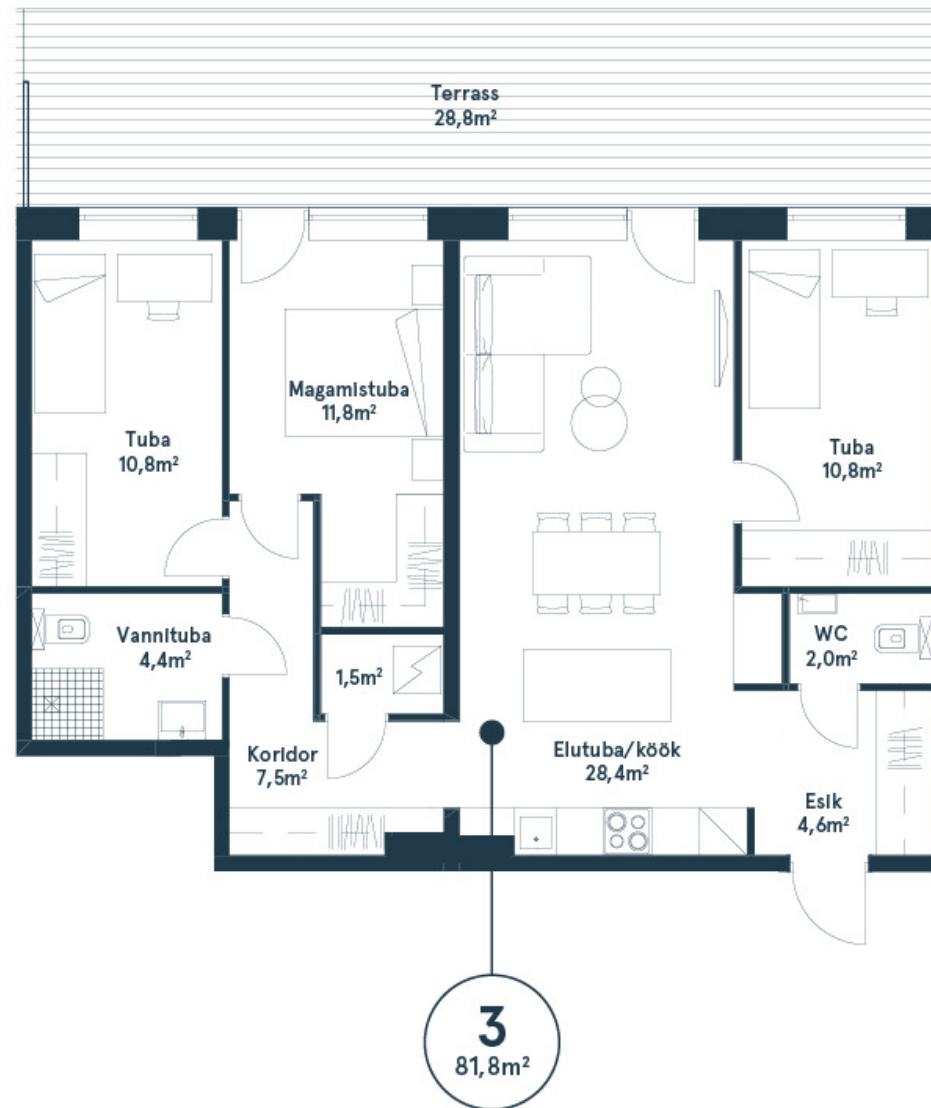 Terrass
28,8m²
Magamistuba
11,8m²
Tuba
10,8m²
Tuba
10,8m²
Vannituba
4,4m²
WC
2,0m²
1,5m²
Koridor
7,5m²
Elutuba/köök
28,4m²
Esik
4,6m²
3
81,8m²